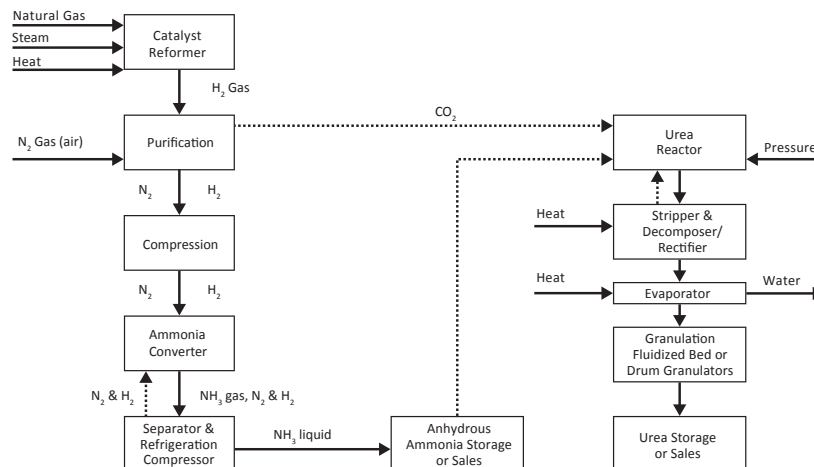 Natural Gas
Steam
Heat
Catalyst
Reformer
H₂ Gas
CO₂
N₂ Gas (air)
Purification
Urea
Reactor
Pressure
N₂
H₂
Heat
Stripper &
Decomposer/
Rectifier
Compression
Heat
Evaporator
Water
N₂
H₂
Ammonia
Converter
Granulation
Fluidized Bed or
Drum Granulators
N₂ & H₂
NH₃ gas, N₂ & H₂
Separator &
Refrigeration
Compressor
NH₃ liquid
Anhydrous
Ammonia Storage
or Sales
Urea Storage
or Sales